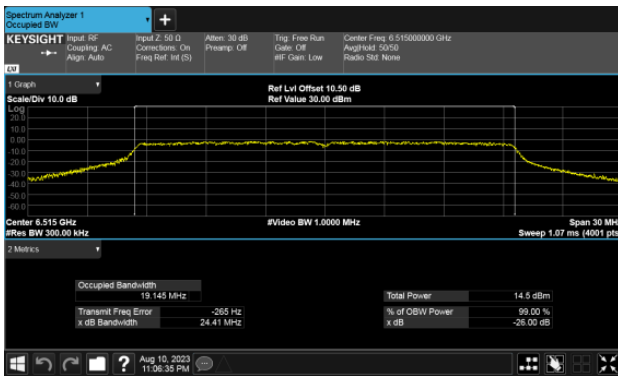 Spectrum Analyzer 1
Occupied BW
KEYSIGHT
LXI
Input: RF
Coupling: AC
Align: Auto
Input Z: 50 Ω
Corrections: On
Freq Ref: Int (S)
Atten: 30 dB
Preamp: Off
Trig: Free Run
Gate: Off
#IF Gain: Low
Center Freq: 6.515000000 GHz
Avg|Hold: 50/50
Radio Std: None
1 Graph
Scale/Div 10.0 dB
Ref Lvl Offset 10.50 dB
Ref Value 30.00 dBm
Log
20.0
10.0
0.00
-10.0
-20.0
-30.0
-40.0
-50.0
-60.0
Center 6.515 GHz
#Res BW 300.00 kHz
#Video BW 1.0000 MHz
Span 30 MH
Sweep 1.07 ms (4001 pts
2 Metrics
Occupied Bandwidth
19.145 MHz
Transmit Freq Error -265 Hz
x dB Bandwidth 24.41 MHz
Total Power 14.5 dBm
% of OBW Power 99.00 %
x dB -26.00 dB
?
Aug 10, 2023
11:06:35 PM